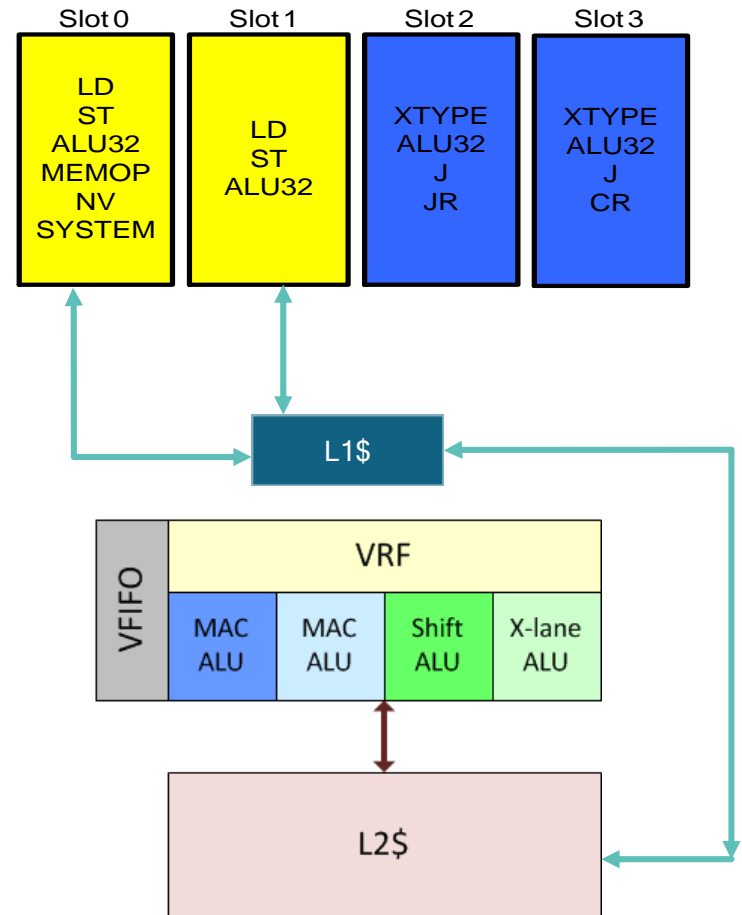 Slot 0
Slot 1
Slot 2
Slot 3
LD
ST
ALU32
MEMOP
NV
SYSTEM
LD
ST
ALU32
XTYPE
ALU32
J
JR
XTYPE
ALU32
J
CR
L1$
VFIFO
VRF
MAC
ALU
MAC
ALU
Shift
ALU
X-lane
ALU
L2$